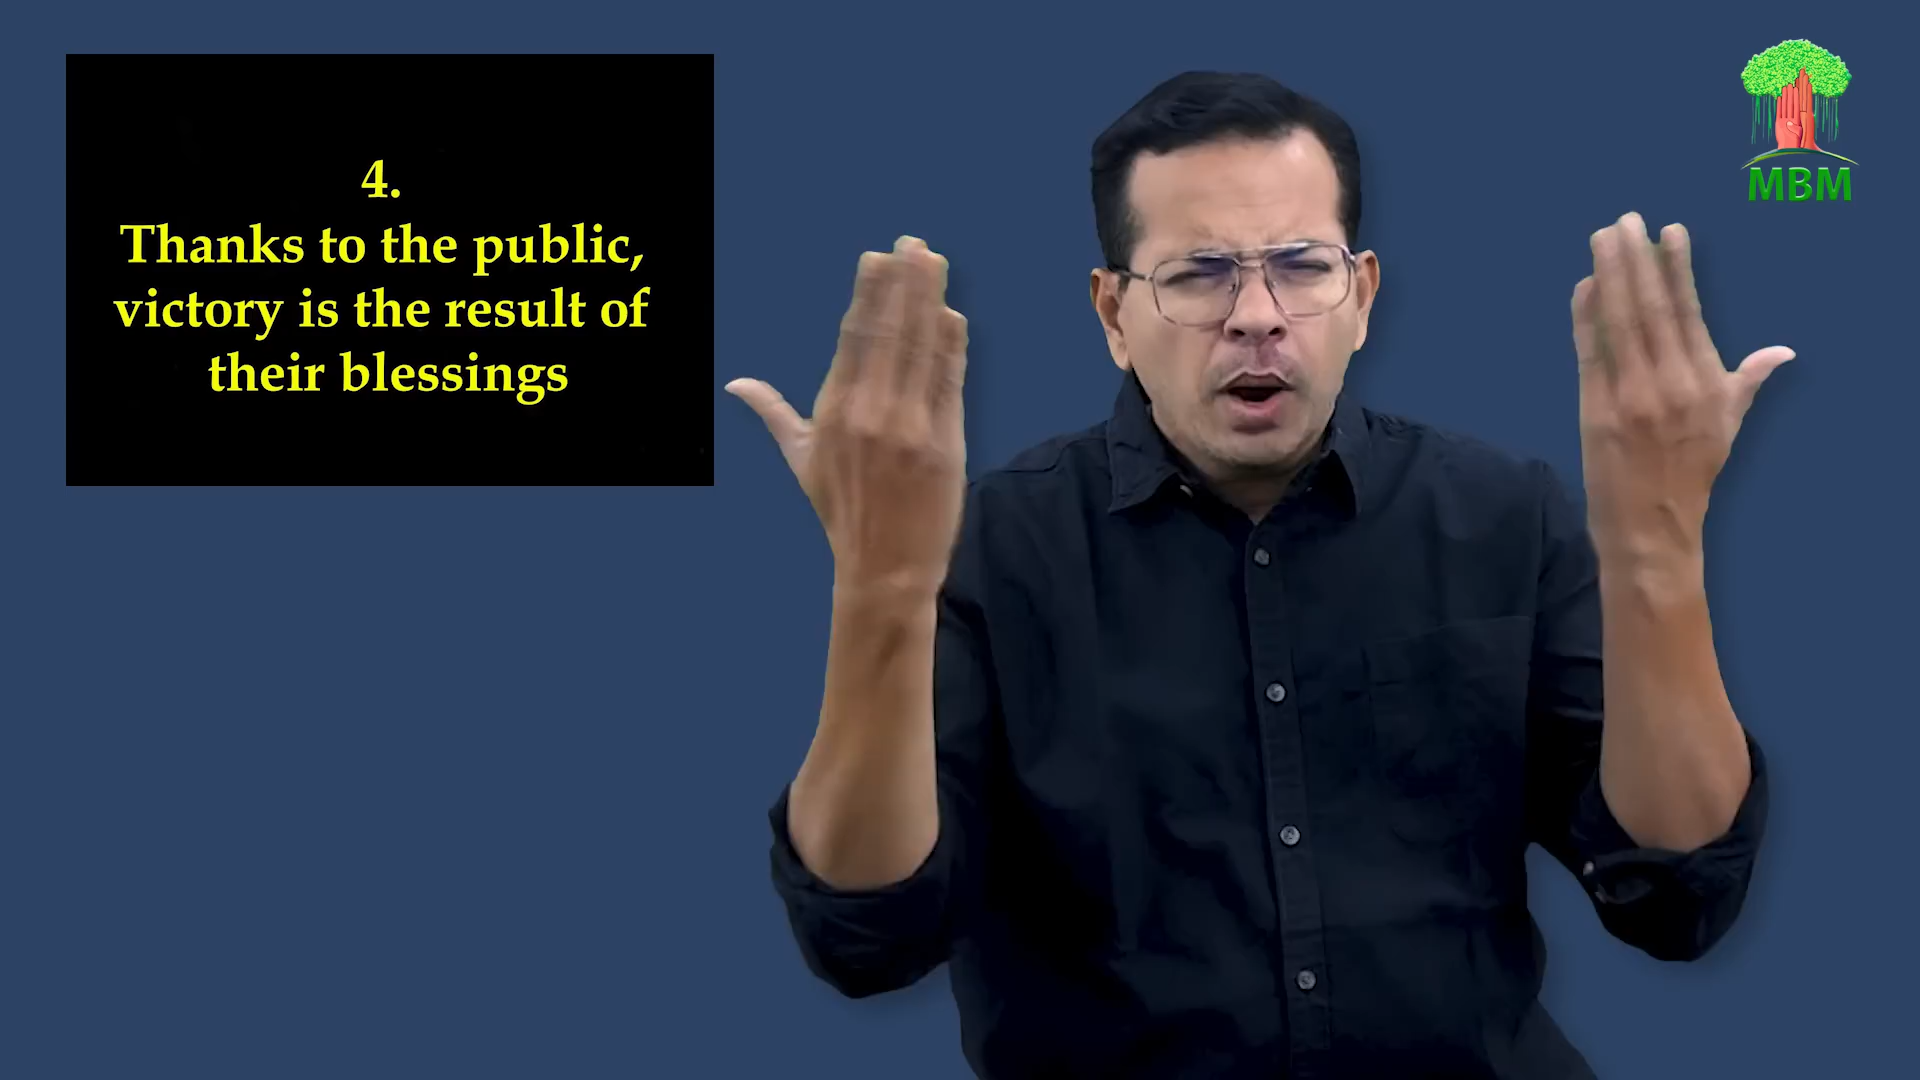 4.
Thanks to the public,
victory is the result of
their blessings
MBM